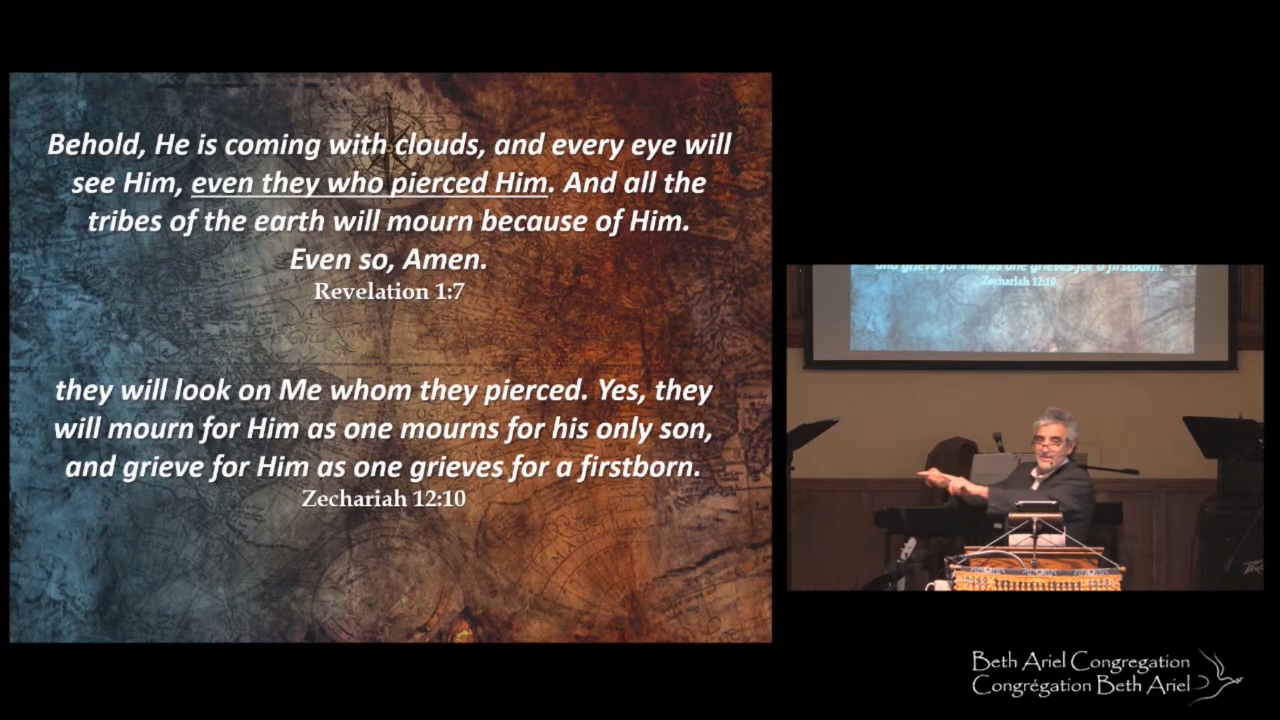 Behold, He is coming with clouds, and every eye will
see Him, even they who pierced Him. And all the
tribes of the earth will mourn because of Him.
Even so, Amen.
Revelation 1:7
they will look on Me whom they pierced. Yes, they
will mourn for Him as one mourns for his only son,
and grieve for Him as one grieves for a firstborn.
Zechariah 12:10
and grieve for Him as one grieves for a firstborn.
Zechariah 12:10
Beth Ariel Congregation
Congrégation Beth Ariel